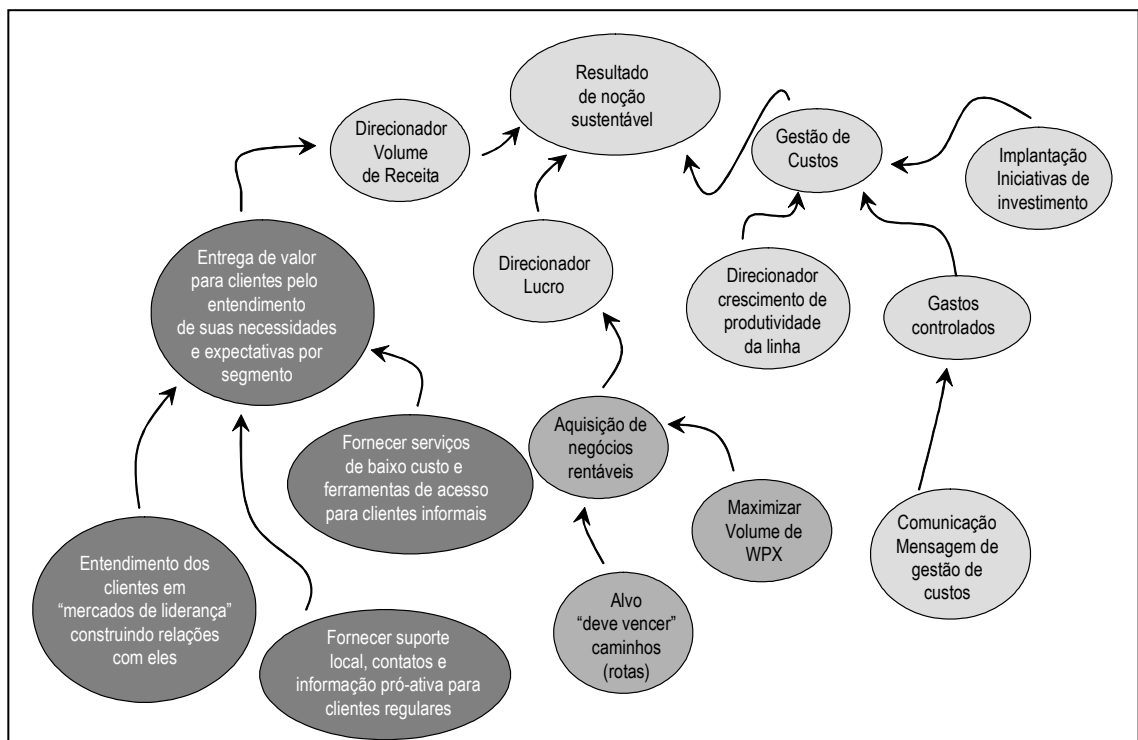 Resultado
de noção
sustentável
Direcionador
Volume
de Receita
Gestão de
Custos
Implantação
Iniciativas de
investimento
Entrega de valor
para clientes pelo
entendimento
de suas necessidades
e expectativas por
segmento
Direcionador
Lucro
Direcionador
crescimento de
produtividade
da linha
Gastos
controlados
Fornecer serviços
de baixo custo e
ferramentas de acesso
para clientes informais
Aquisição de
negócios
rentáveis
Maximizar
Volume de
WPX
Comunicação
Mensagem de
gestão de
custos
Entendimento dos
clientes em
“mercados de liderança”
construindo relações
com eles
Fornecer suporte
local, contatos e
informação pró-ativa para
clientes regulares
Alvo
“deve vencer”
caminhos
(rotas)